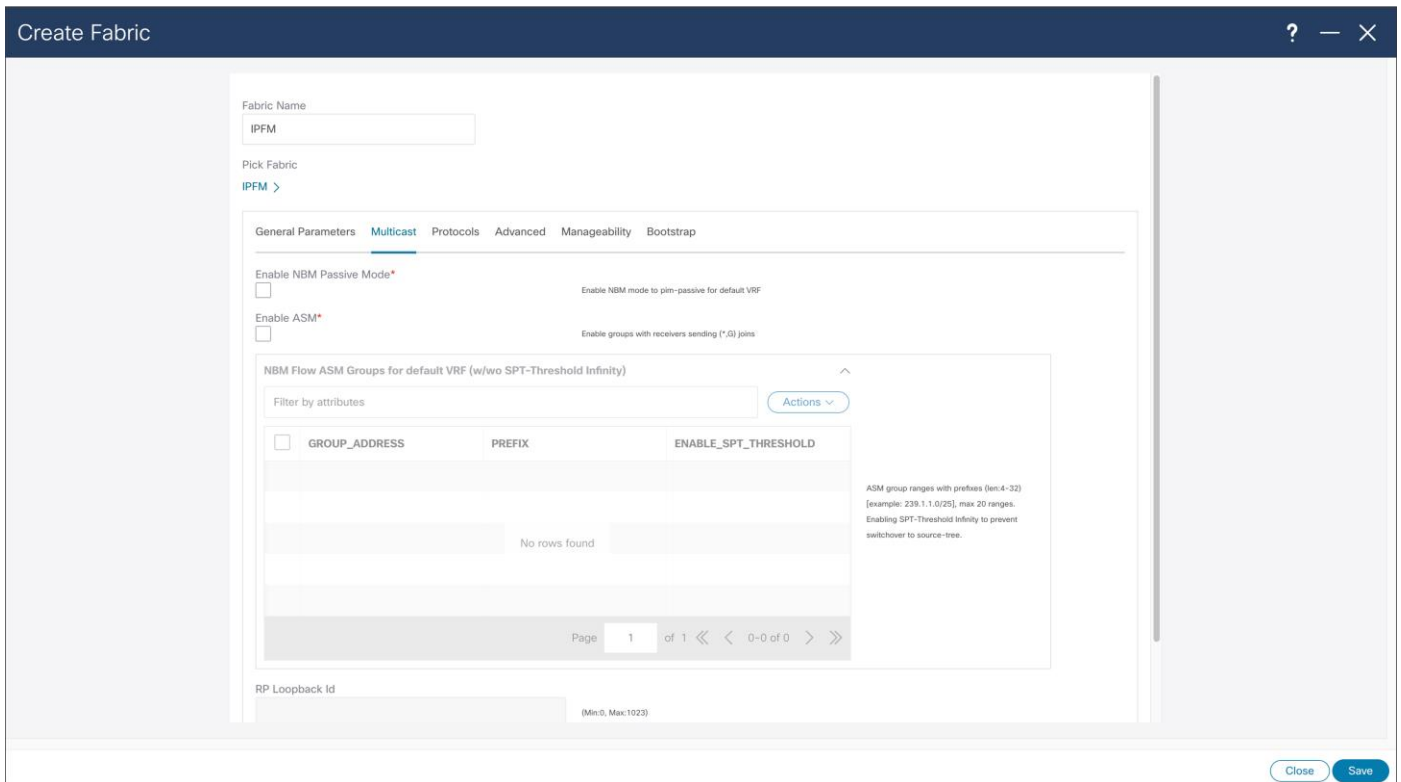 Create Fabric
?
Fabric Name
IPFM
Pick Fabric
IPFM >
General Parameters Multicast Protocols Advanced Manageability Bootstrap
Enable NBM Passive Mode*
Enable NBM mode to pim-passive for default VRF
Enable ASM*
Enable groups with receivers sending (*,G) joins
NBM Flow ASM Groups for default VRF (w/wo SPT-Threshold Infinity)
Filter by attributes
Actions
GROUP_ADDRESS PREFIX ENABLE_SPT_THRESHOLD
No rows found
ASM group ranges with prefixes (len:4-32)
[example: 239.1.1.0/25], max 20 ranges.
Enabling SPT-Threshold Infinity to prevent
switchover to source-tree.
Page 1 of 1 0-0 of 0
RP Loopback Id
(Min:0, Max:1023)
Close Save